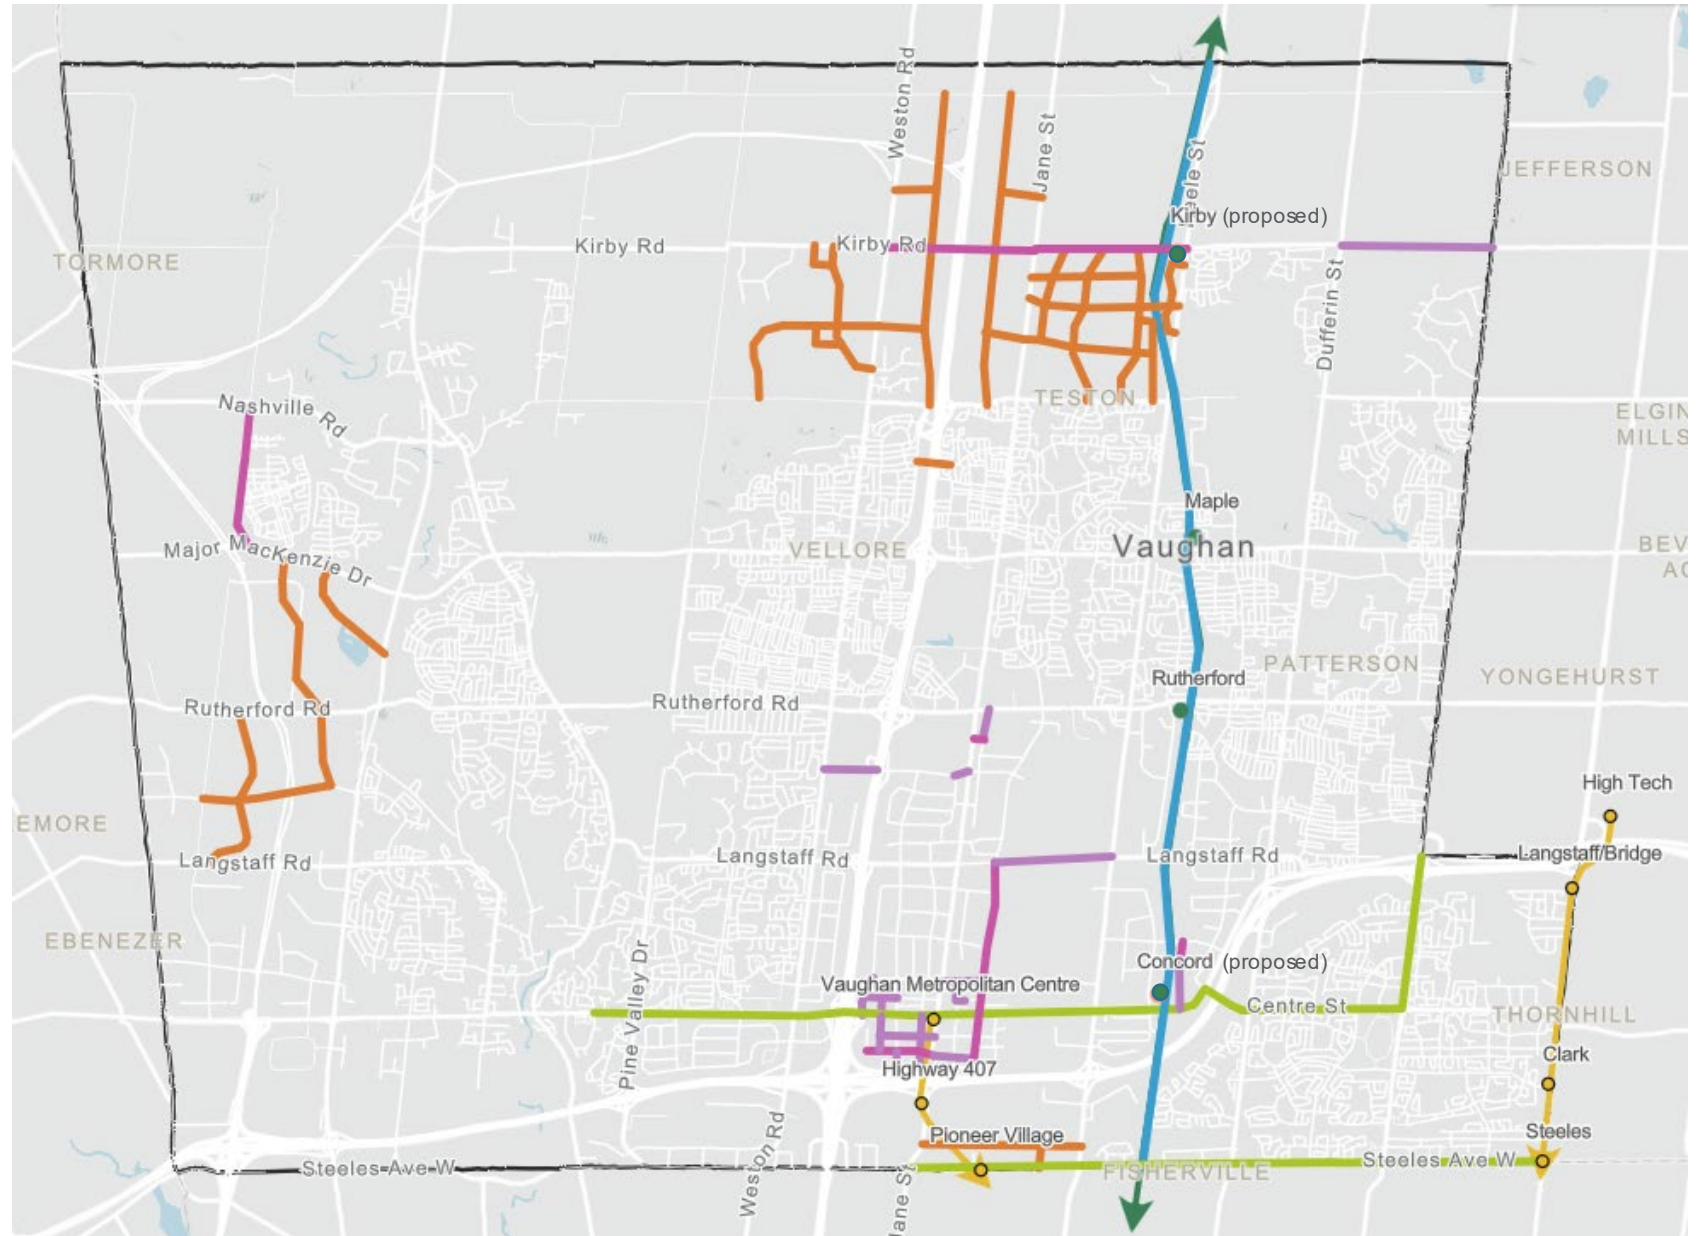 Weston Rd
Jane St
Keele St
JEFFERSON
Kirby (proposed)
Kirby Rd
Kirby Rd
TORMORE
Dufferin St
TESTON
Nashville Rd
ELGIN
MILLS
Maple
Vaughan
Major MacKenzie Dr
VELLORE
BEV
AC
PATTERSON
Rutherford
YONGEHURST
Rutherford Rd
Rutherford Rd
High Tech
EMORE
Langstaff Rd
Langstaff Rd
Langstaff Rd
Langstaff/Bridge
EBENEZER
Pine Valley Dr
Concord (proposed)
Vaughan Metropolitan Centre
Centre St
THORNHILL
Clark
Highway 407
Pioneer Village
Steeles
Steeles Ave W
Weston Rd
Jane St
FISHERVILLE
Steeles Ave W